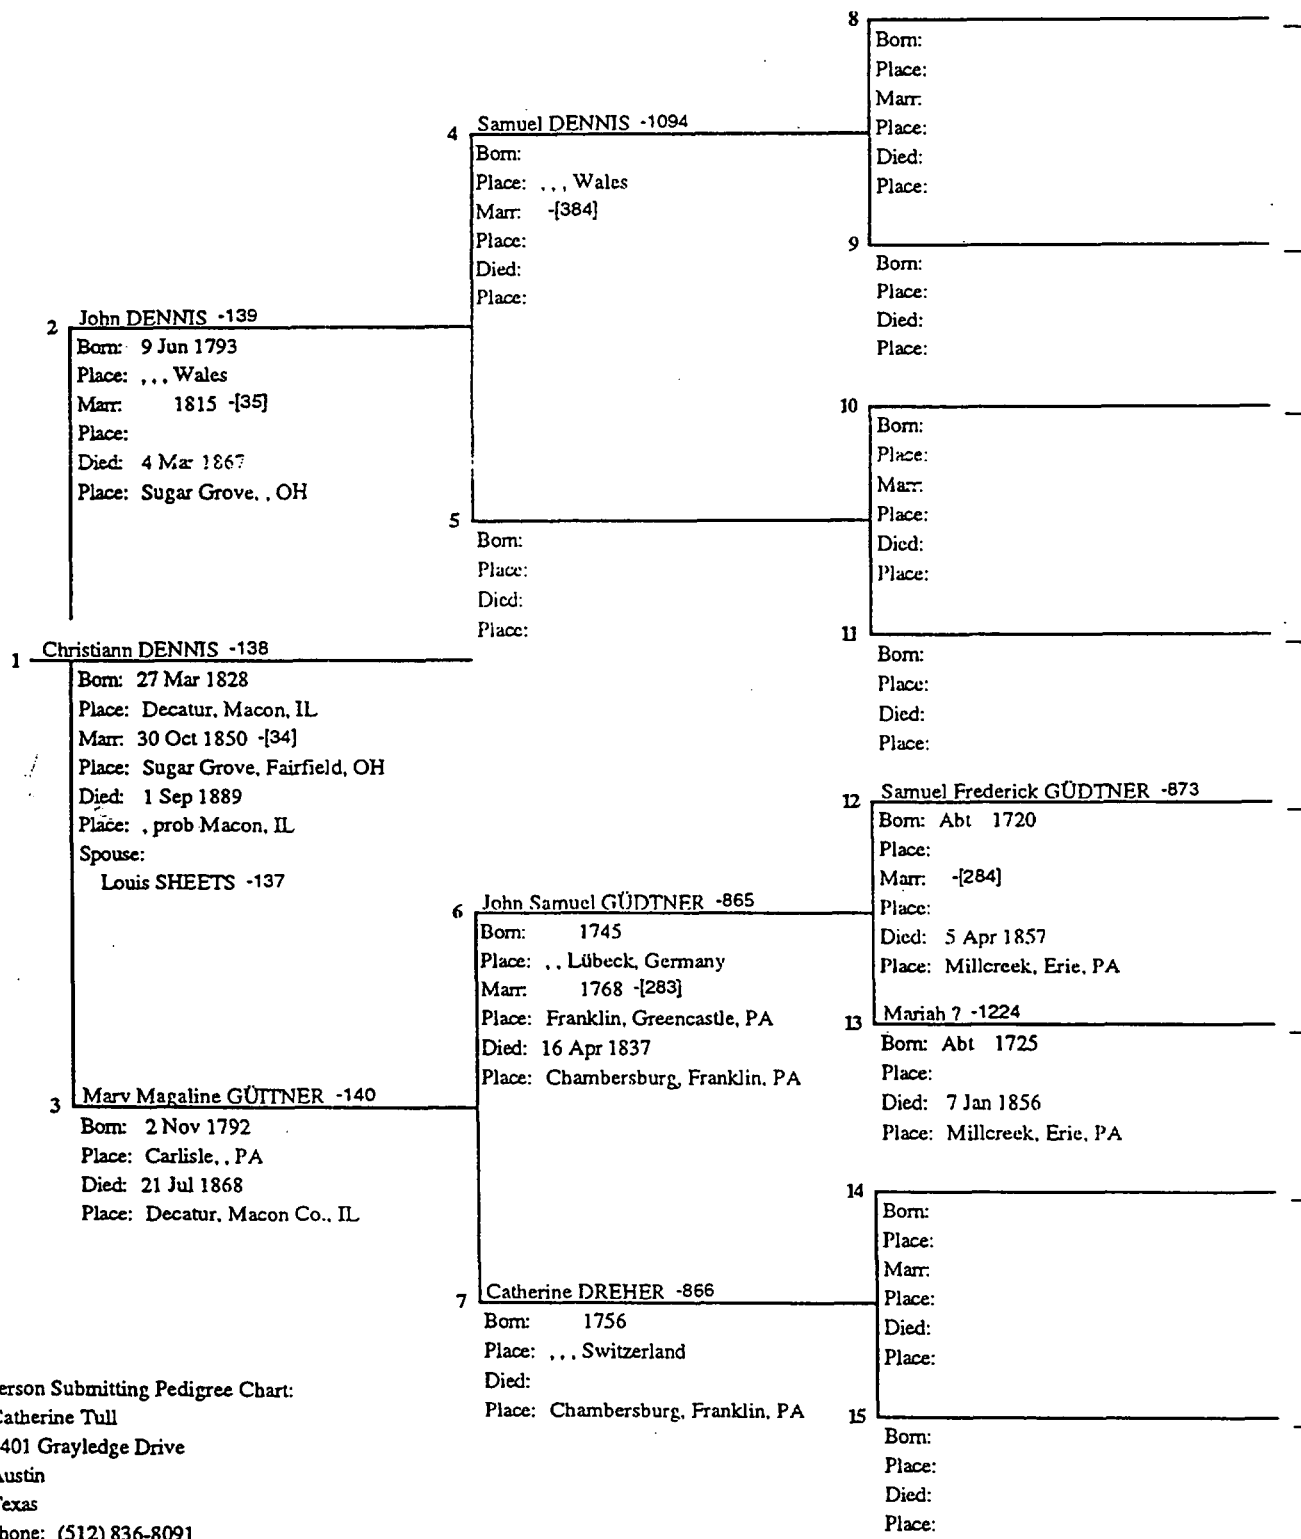 8
Born:
Place:
Marr:
Place:
Died:
Place:
4 Samuel DENNIS -1094
Born:
Place: , , , Wales
Marr: -[384]
Place:
Died:
Place:
9
Born:
Place:
Died:
Place:
2 John DENNIS -139
Born: 9 Jun 1793
Place: , , , Wales
Marr: 1815 -[35]
Place:
Died: 4 Mar 1867
Place: Sugar Grove, , OH
10
Born:
Place:
Marr:
Place:
Died:
Place:
5
Born:
Place:
Died:
Place:
11
Born:
Place:
Died:
Place:
1 Christiann DENNIS -138
Born: 27 Mar 1828
Place: Decatur, Macon, IL
Marr: 30 Oct 1850 -[34]
Place: Sugar Grove, Fairfield, OH
Died: 1 Sep 1889
Place: , prob Macon, IL
Spouse:
Louis SHEETS -137
12 Samuel Frederick GÜDTNER -873
Born: Abt 1720
Place:
Marr: -[284]
Place:
Died: 5 Apr 1857
Place: Millcreek, Erie, PA
6 John Samuel GÜDTNER -865
Born: 1745
Place: , , Lübeck, Germany
Marr: 1768 -[283]
Place: Franklin, Greencastle, PA
Died: 16 Apr 1837
Place: Chambersburg, Franklin, PA
13 Mariah ? -1224
Born: Abt 1725
Place:
Died: 7 Jan 1856
Place: Millcreek, Erie, PA
3 Mary Magaline GÜTTNER -140
Born: 2 Nov 1792
Place: Carlisle, , PA
Died: 21 Jul 1868
Place: Decatur, Macon Co., IL
14
Born:
Place:
Marr:
Place:
Died:
Place:
7 Catherine DREHER -866
Born: 1756
Place: , , , Switzerland
Died:
Place: Chambersburg, Franklin, PA
15
Born:
Place:
Died:
Place:
erson Submitting Pedigree Chart:
Catherine Tull
401 Grayledge Drive
Austin
Texas
hone: (512) 836-8091